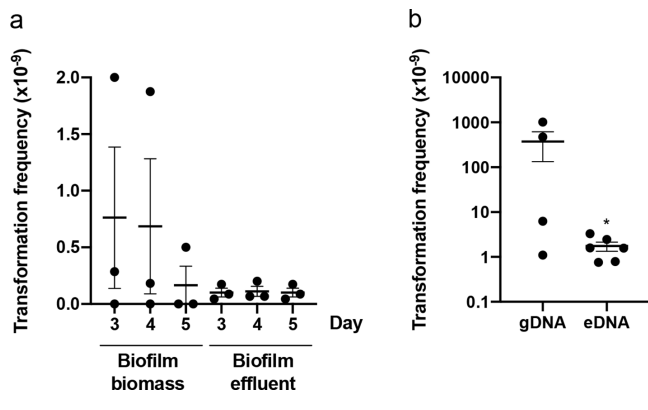 a
Transformation frequency (x10-9)
2.0
1.5
1.0
0.5
0.0
3 4 5 3 4 5 Day
Biofilm
biomass
Biofilm
effluent
b
Transformation frequency (x10-9)
10000
1000
100
10
1
0.1
*
gDNA eDNA